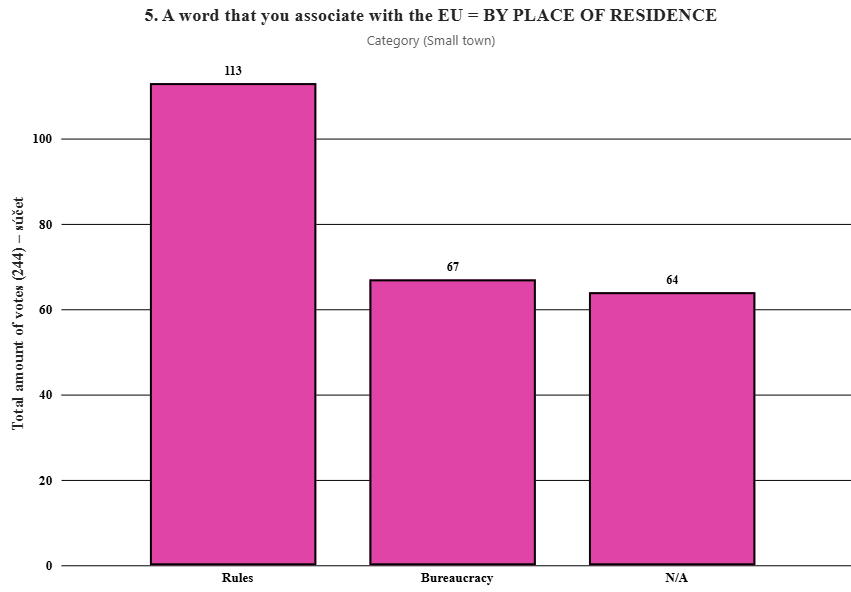 5. A word that you associate with the EU = BY PLACE OF RESIDENCE
Category (Small town)
Total amount of votes (244) – súčet
100
80
60
40
20
0
113
67
64
Rules
Bureaucracy
N/A